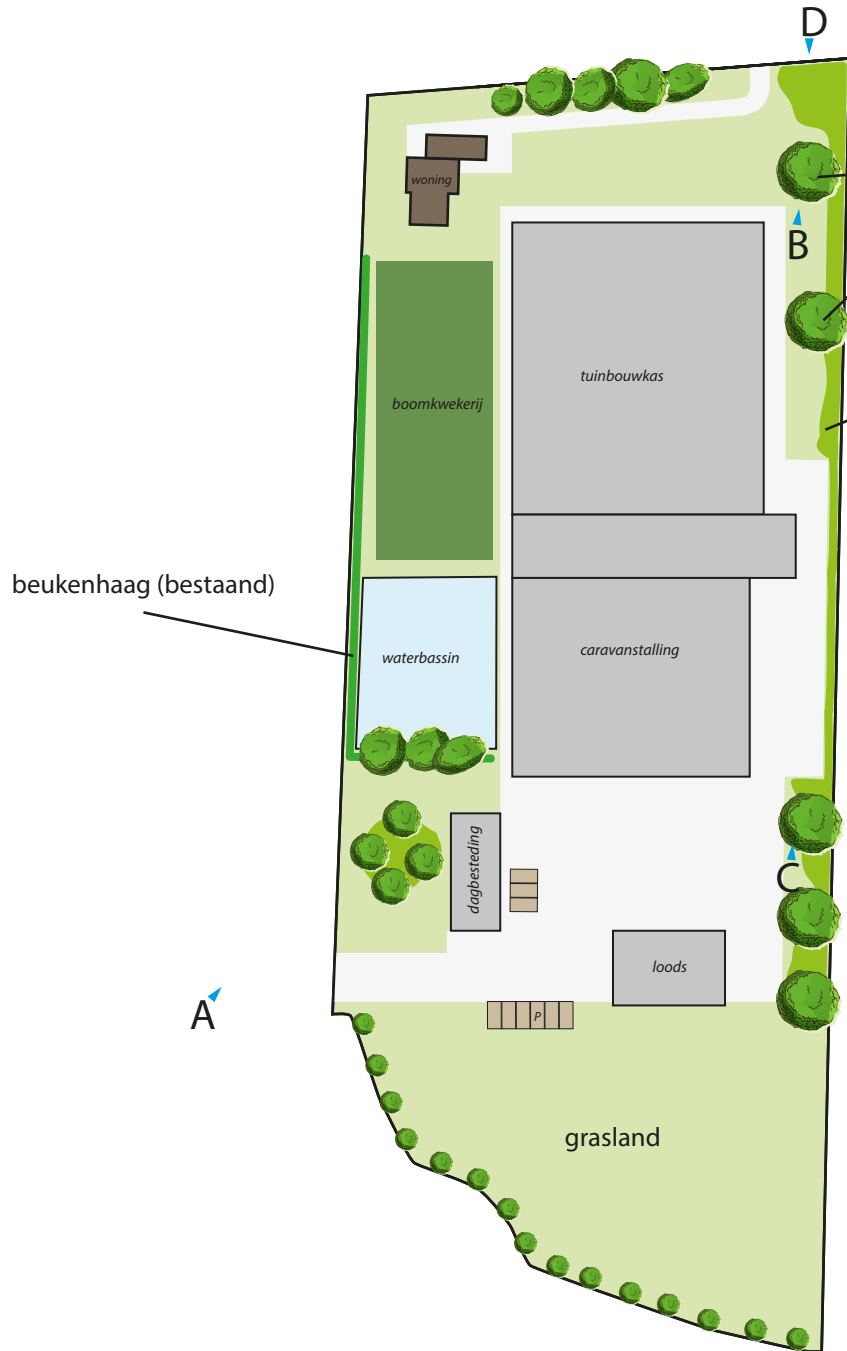 D
woning
B
tuinbouwkas
boomkwekerij
beukenhaag (bestaand)
waterbassin
caravanstalling
dagbesteding
C
loods
A
P
grasland